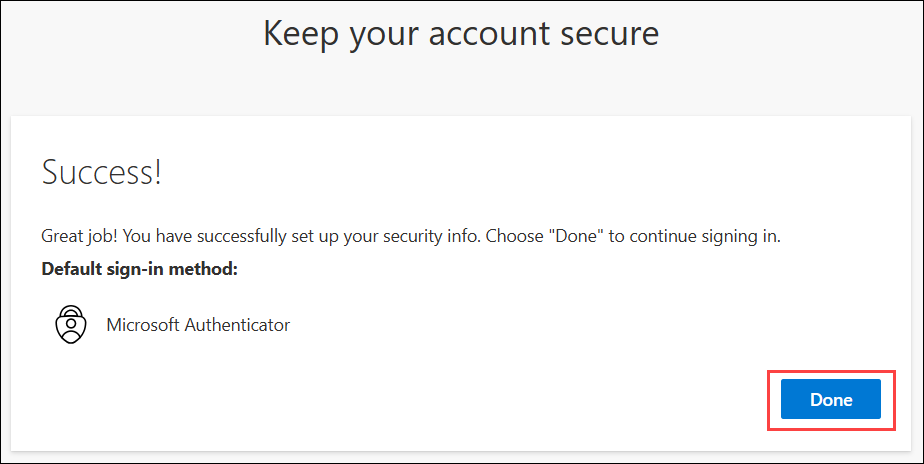 Keep your account secure
Success!
Great job! You have successfully set up your security info. Choose "Done" to continue signing in.
Default sign-in method:
Microsoft Authenticator
Done